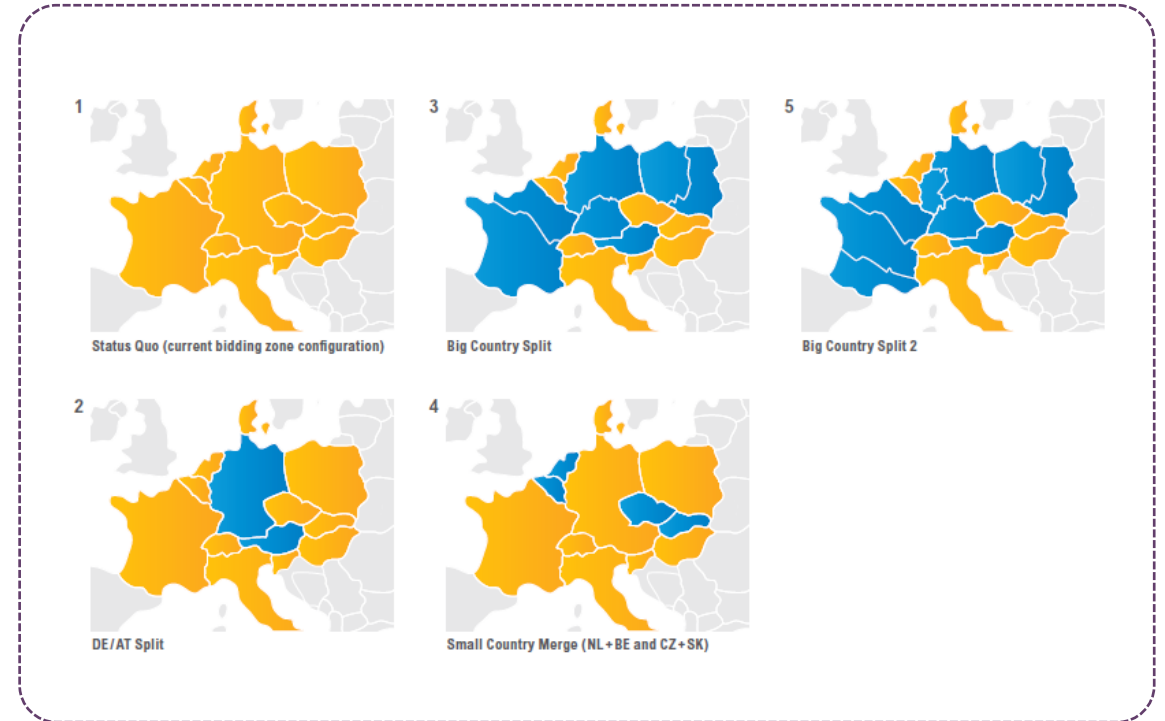 1
3
5
Status Quo (current bidding zone configuration)
Big Country Split
Big Country Split 2
2
4
DE/AT Split
Small Country Merge (NL+BE and CZ+SK)